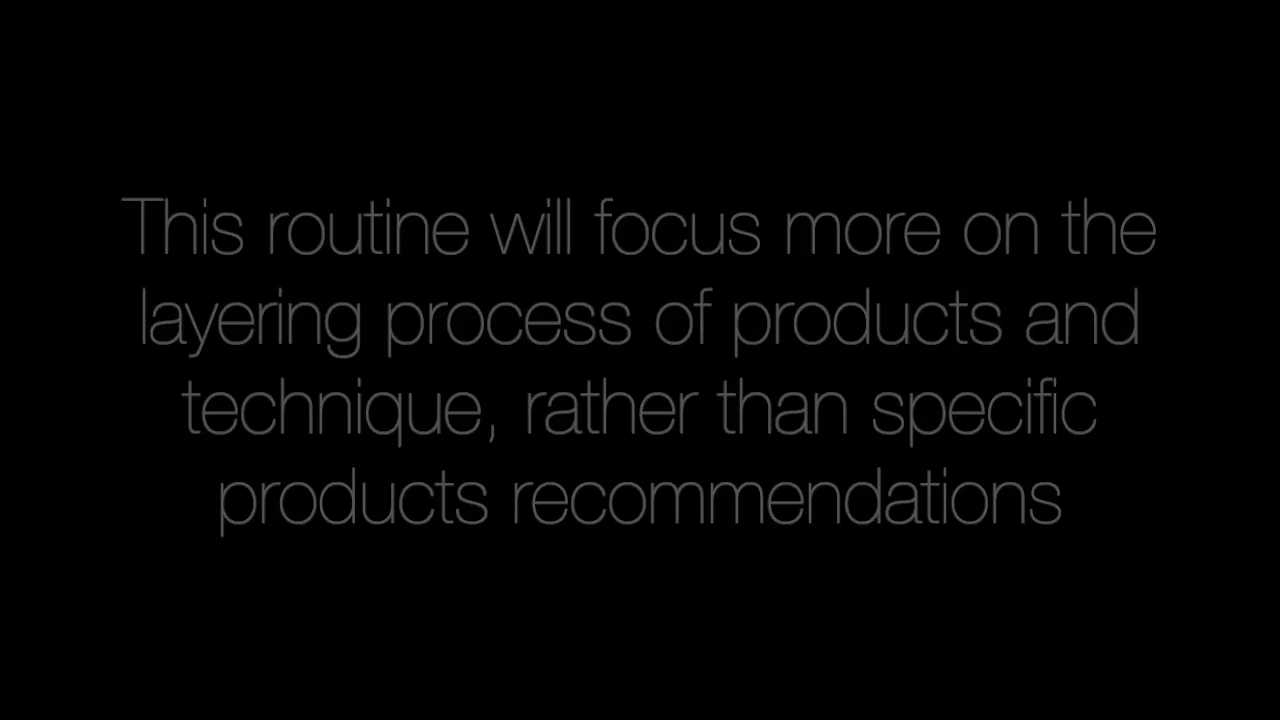 This routine will focus more on the
layering process of products and
technique, rather than specific
products recommendations